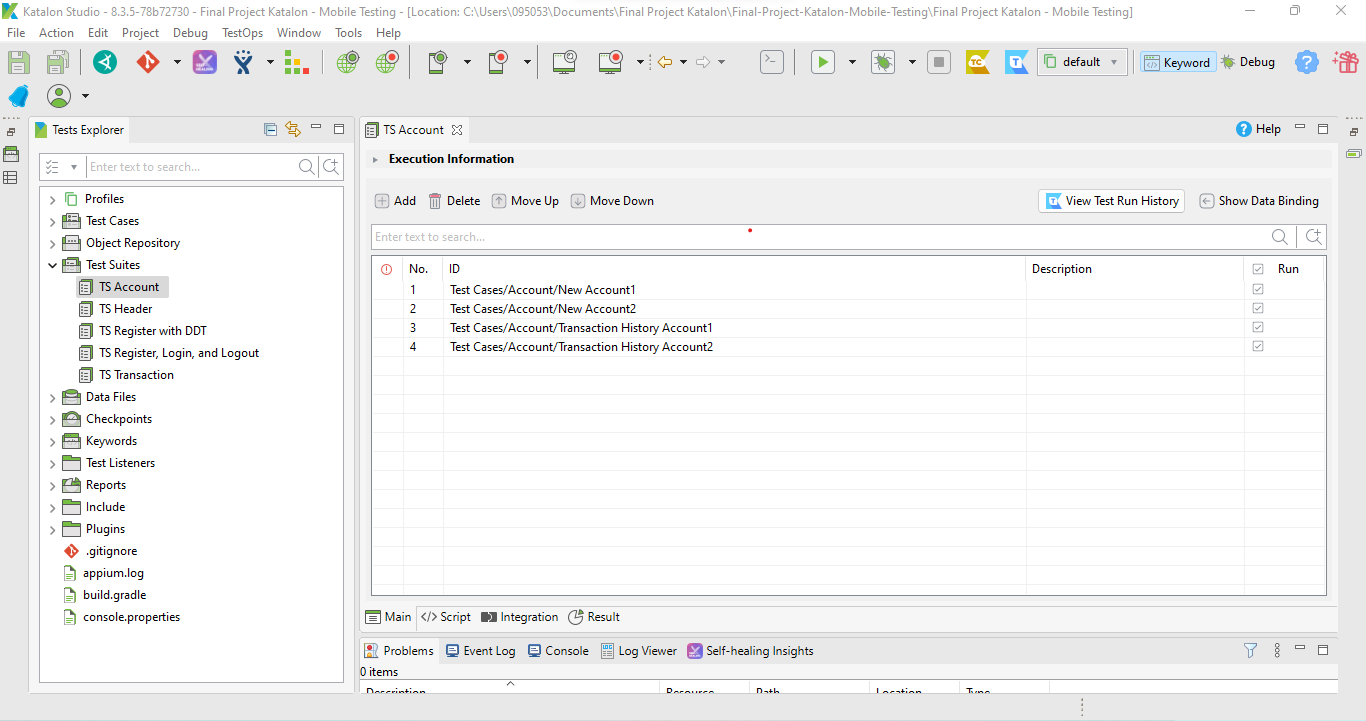 Katalon Studio - 8.3.5-78b72730 - Final Project Katalon - Mobile Testing - [Location: C:\Users\095053\Documents\Final Project Katalon\Final-Project-Katalon-Mobile-Testing\Final Project Katalon - Mobile Testing]
File Action Edit Project Debug TestOps Window Tools Help
default Keyword Debug
Tests Explorer
Enter text to search...
Profiles
Test Cases
Object Repository
Test Suites
TS Account
TS Header
TS Register with DDT
TS Register, Login, and Logout
TS Transaction
Data Files
Checkpoints
Keywords
Test Listeners
Reports
Include
Plugins
.gitignore
appium.log
build.gradle
console.properties
TS Account Help
Execution Information
Add Delete Move Up Move Down View Test Run History Show Data Binding
Enter text to search...
No. ID Description Run
1 Test Cases/Account/New Account1
2 Test Cases/Account/New Account2
3 Test Cases/Account/Transaction History Account1
4 Test Cases/Account/Transaction History Account2
Main </> Script Integration Result
Problems Event Log Console Log Viewer Self-healing Insights
0 items
Description Resource Path Location Type